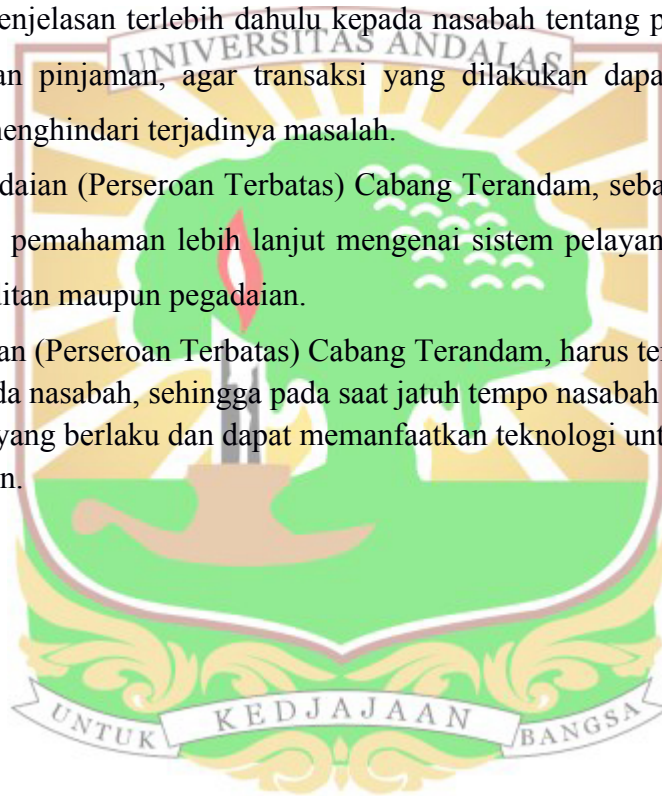 enjelasan terlebih dahulu kepada nasabah tentang p
UNIVERSITAS ANDALAS
an pinjaman, agar transaksi yang dilakukan dapa
menghindari terjadinya masalah.
daian (Perseroan Terbatas) Cabang Terandam, seba
pemahaman lebih lanjut mengenai sistem pelayan
itan maupun pegadaian.
an (Perseroan Terbatas) Cabang Terandam, harus te
da nasabah, sehingga pada saat jatuh tempo nasabah
yang berlaku dan dapat memanfaatkan teknologi unt
n.
UNTUK KEDJAJAAN BANGSA